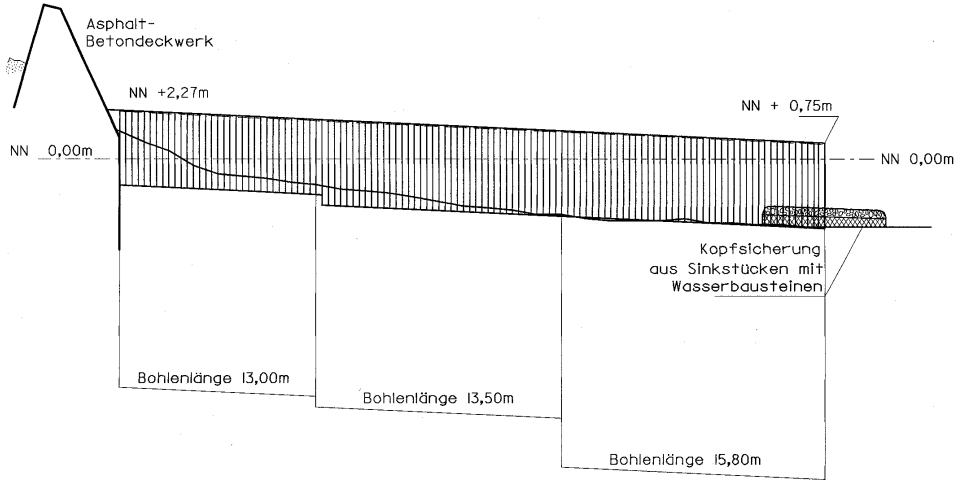 Asphalt-
Betondeckwerk
NN +2,27m
NN + 0,75m
NN 0,00m
NN 0,00m
Kopfsicherung
aus Sinkstücken mit
Wasserbausteinen
Bohlenlänge 13,00m
Bohlenlänge 13,50m
Bohlenlänge 15,80m